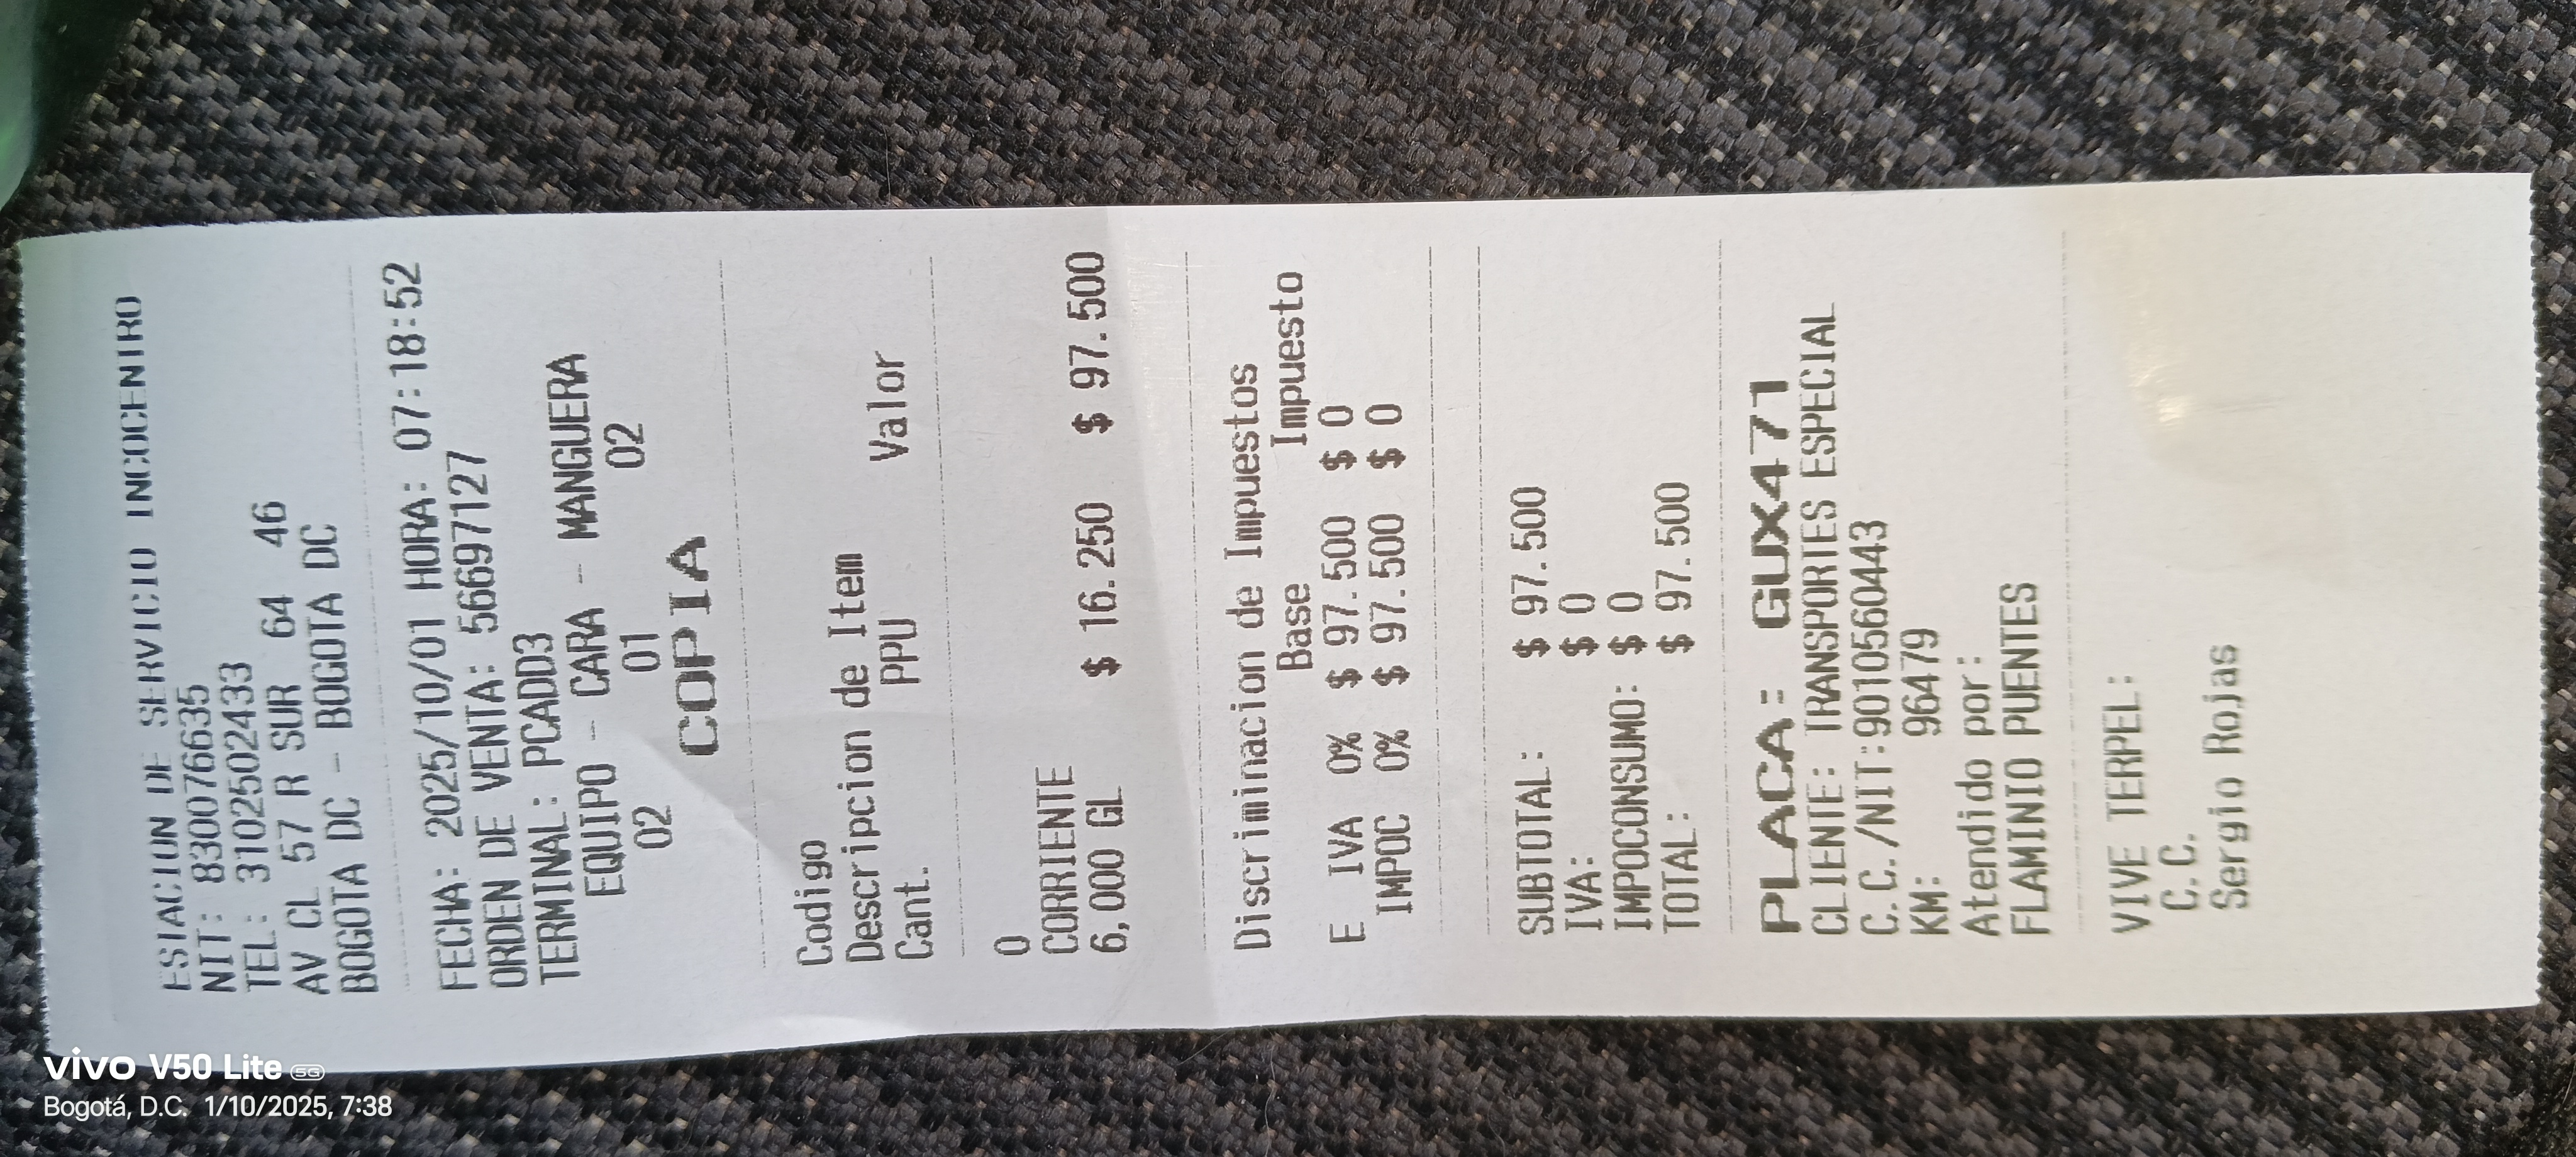 ESTACION DE SERVICIO INCOCENTRO
NIT: 8300766635
TEL: 3102502433
AV CL 57 R SUR 64 46
BOGOTA DC - BOGOTA DC
FECHA: 2025/10/01 HORA: 07:18:52
ORDEN DE VENTA: 56697127
TERMINAL: PCADD3
EQUIPO - CARA - MANGUERA
02 01 02
COPIA
Codigo
Descripcion de Item
Cant. PPU Valor
0
CORRIENTE
6,000 GL $ 16.250 $ 97.500
Discriminacion de Impuestos
Base Impuesto
E IVA 0% $ 97.500 $ 0
IMPOC 0% $ 97.500 $ 0
SUBTOTAL: $ 97.500
IVA: $ 0
IMPOCONSUMO: $ 0
TOTAL: $ 97.500
PLACA: GUX471
CLIENTE: TRANSPORTES ESPECIAL
C.C./NIT:9010560443
KM: 96479
Atendido por:
FLAMINIO PUENTES
VIVE TERPEL:
C.C.
Sergio Rojas
vivo V50 Lite 5G
Bogotá, D.C. 1/10/2025, 7:38